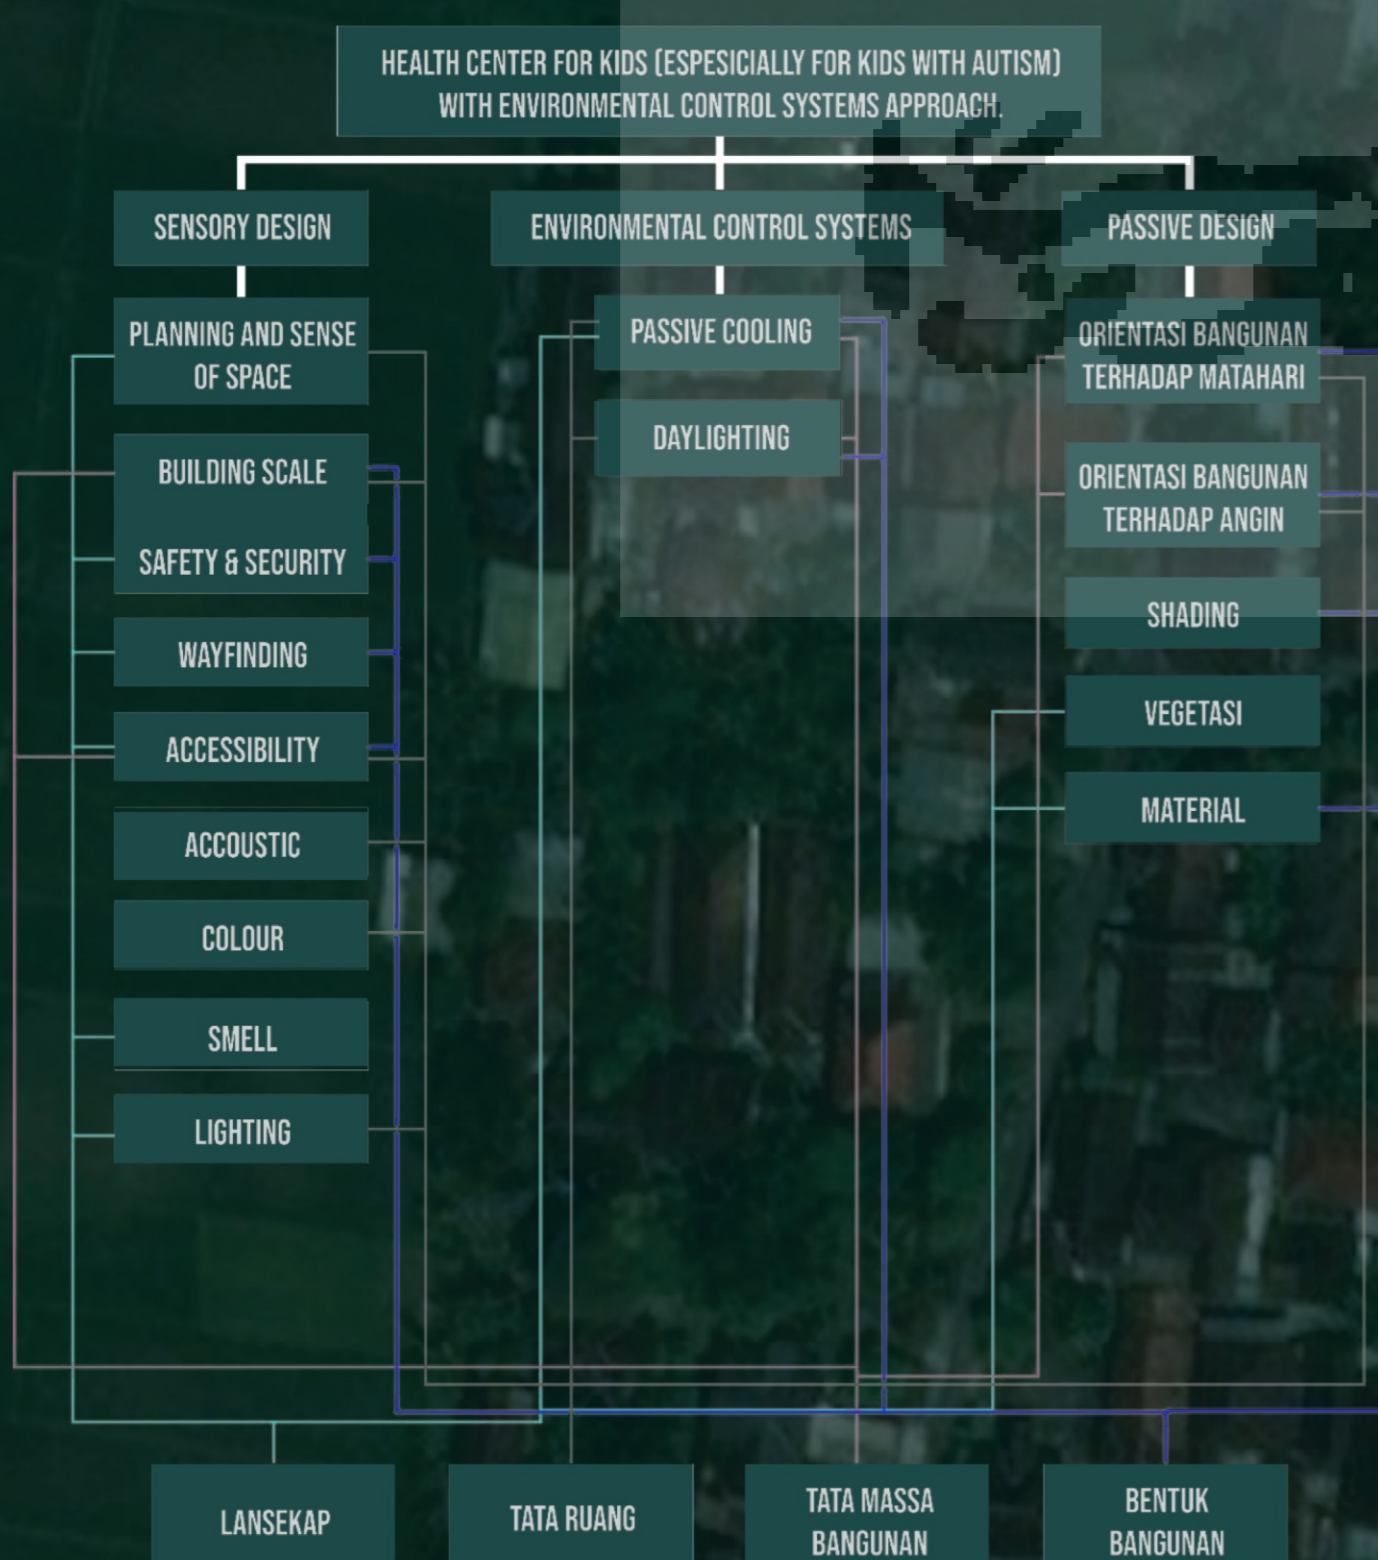 HEALTH CENTER FOR KIDS (ESPESICIALLY FOR KIDS WITH AUTISM)
WITH ENVIRONMENTAL CONTROL SYSTEMS APPROACH.
SENSORY DESIGN
ENVIRONMENTAL CONTROL SYSTEMS
PASSIVE DESIGN
PLANNING AND SENSE
OF SPACE
BUILDING SCALE
SAFETY & SECURITY
WAYFINDING
ACCESSIBILITY
ACCOUSTIC
COLOUR
SMELL
LIGHTING
PASSIVE COOLING
DAYLIGHTING
ORIENTASI BANGUNAN
TERHADAP MATAHARI
ORIENTASI BANGUNAN
TERHADAP ANGIN
SHADING
VEGETASI
MATERIAL
LANSEKAP
TATA RUANG
TATA MASSA
BANGUNAN
BENTUK
BANGUNAN